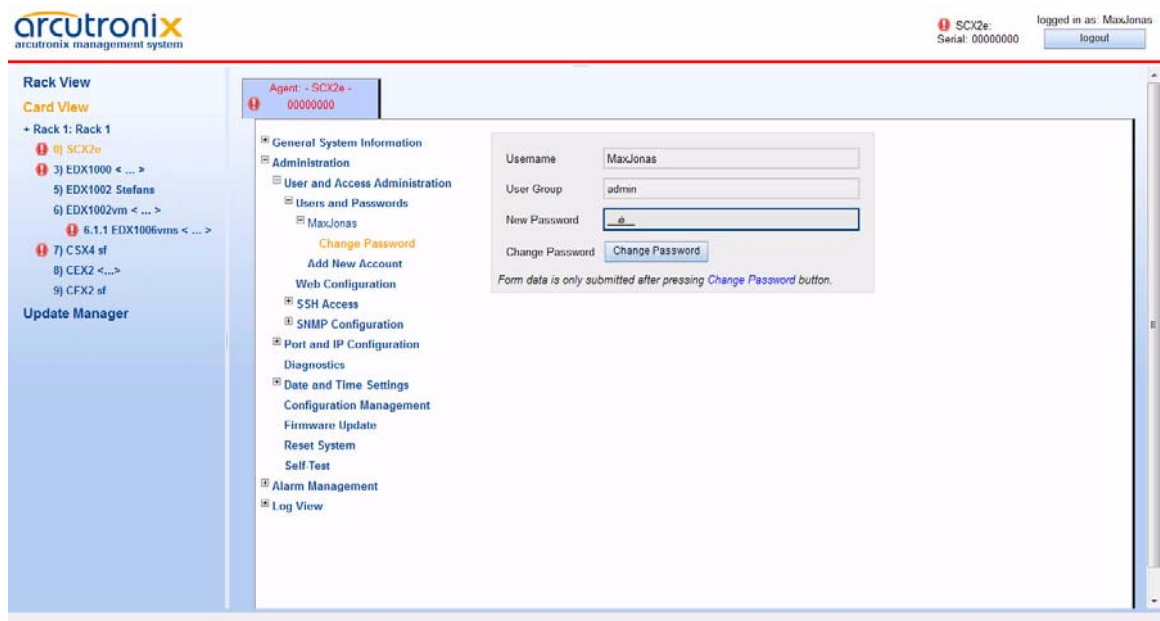 arcutronix
arcutronix management system
SCX2e:
Serial: 00000000
logged in as: MaxJonas
logout
Rack View
Card View
+ Rack 1: Rack 1
0) SCX2e
3) EDX1000 < ... >
5) EDX1002 Stefans
6) EDX1002vm < ... >
6.1.1 EDX1006vms < ... >
7) CSX4 sf
8) CEX2 <...>
9) CFX2 sf
Update Manager
Agent: - SCX2e -
00000000
General System Information
Administration
User and Access Administration
Users and Passwords
MaxJonas
Change Password
Add New Account
Web Configuration
SSH Access
SNMP Configuration
Port and IP Configuration
Diagnostics
Date and Time Settings
Configuration Management
Firmware Update
Reset System
Self-Test
Alarm Management
Log View
Username MaxJonas
User Group admin
New Password
Change Password Change Password
Form data is only submitted after pressing Change Password button.